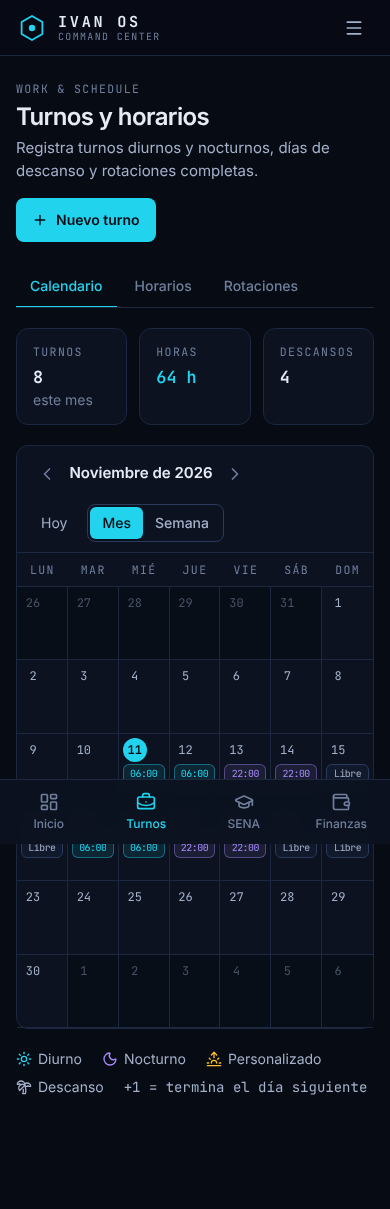 IVAN OS
COMMAND CENTER
WORK & SCHEDULE
Turnos y horarios
Registra turnos diurnos y nocturnos, días de
descanso y rotaciones completas.
+ Nuevo turno
Calendario Horarios Rotaciones
TURNOS HORAS DESCANSOS
8 64 h 4
este mes
Noviembre de 2026
Hoy Mes Semana
LUN MAR MIÉ JUE VIE SÁB DOM
26 27 28 29 30 31 1
2 3 4 5 6 7 8
9 10 11 12 13 14 15
06:00 06:00 22:00 22:00 Libre
Inicio Turnos SENA Finanzas
Libre 06:00 06:00 22:00 22:00 Libre Libre
23 24 25 26 27 28 29
30 1 2 3 4 5 6
Diurno Nocturno Personalizado
Descanso +1 = termina el día siguiente